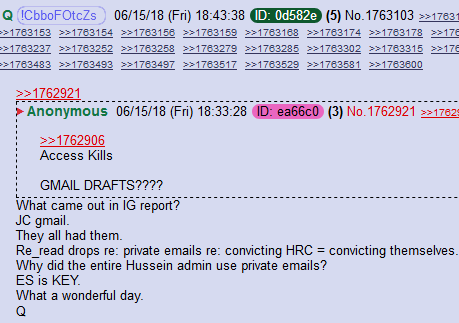 Q !CbboFOtcZs 06/15/18 (Fri) 18:43:38 ID: 0d582e (5) No.1763103 >>17631
>>1763153 >>1763154 >>1763156 >>1763159 >>1763168 >>1763174 >>1763178 >>176
>>1763237 >>1763252 >>1763258 >>1763279 >>1763285 >>1763302 >>1763315 >>176
>>1763483 >>1763493 >>1763497 >>1763517 >>1763529 >>1763581 >>1763600
>>1762921
Anonymous 06/15/18 (Fri) 18:33:28 ID: ea66c0 (3) No.1762921 >>17629
>>1762906
Access Kills
GMAIL DRAFTS????
What came out in IG report?
JC gmail.
They all had them.
Re_read drops re: private emails re: convicting HRC = convicting themselves.
Why did the entire Hussein admin use private emails?
ES is KEY.
What a wonderful day.
Q